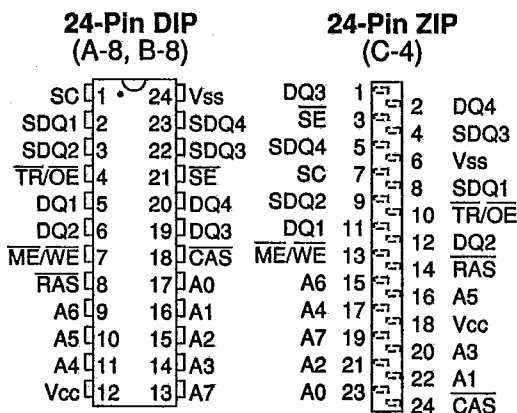 24-Pin DIP
(A-8, B-8)
SC 1 24 Vss
SDQ1 2 23 SDQ4
SDQ2 3 22 SDQ3
TR/OE 4 21 SE
DQ1 5 20 DQ4
DQ2 6 19 DQ3
ME/WE 7 18 CAS
RAS 8 17 A0
A6 9 16 A1
A5 10 15 A2
A4 11 14 A3
Vcc 12 13 A7
24-Pin ZIP
(C-4)
DQ3 1
2 DQ4
SE 3
4 SDQ3
SDQ4 5
6 Vss
SC 7
8 SDQ1
SDQ2 9
10 TR/OE
DQ1 11
12 DQ2
ME/WE 13
14 RAS
A6 15
16 A5
A4 17
18 Vcc
A7 19
20 A3
A2 21
22 A1
A0 23
24 CAS